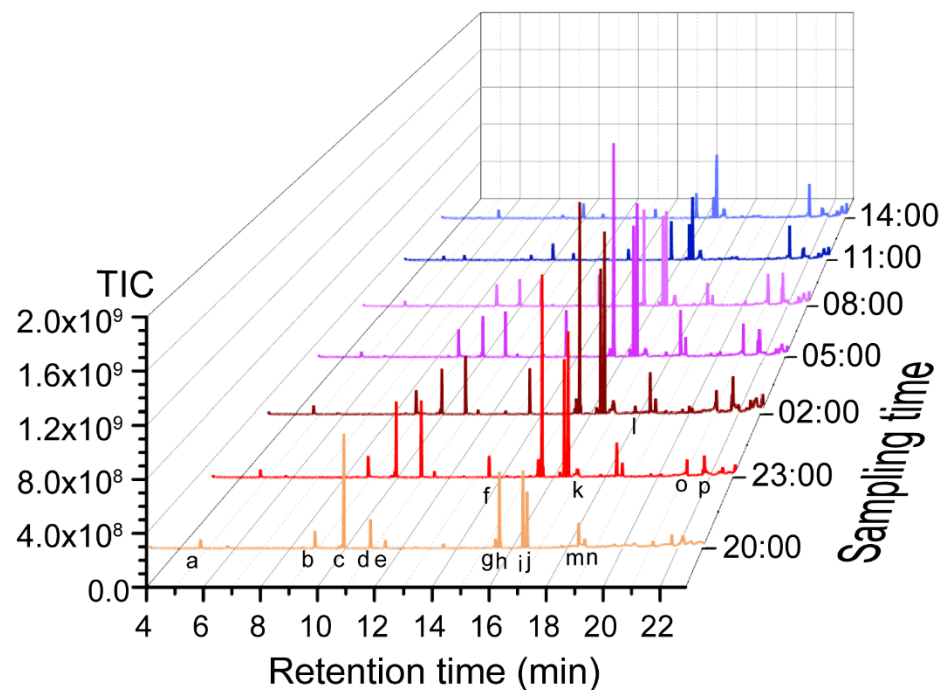 TIC
2.0x10⁹
1.6x10⁹
1.2x10⁹
8.0x10⁸
4.0x10⁸
0.0
4 6 8 10 12 14 16 18 20 22
Retention time (min)
14:00
11:00
08:00
05:00
02:00
23:00
20:00
Sampling time
l
f k o p
a b c d e g h i j m n